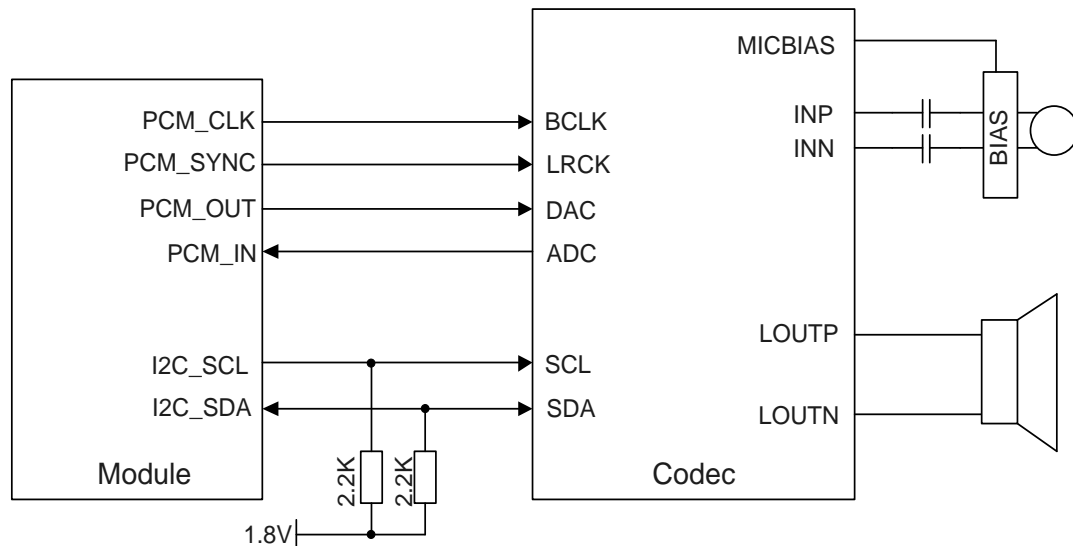 PCM_CLK
PCM_SYNC
PCM_OUT
PCM_IN
I2C_SCL
I2C_SDA
Module
BCLK
LRCK
DAC
ADC
SCL
SDA
Codec
MICBIAS
INP
INN
LOUTP
LOUTN
BIAS
2.2K
2.2K
1.8V